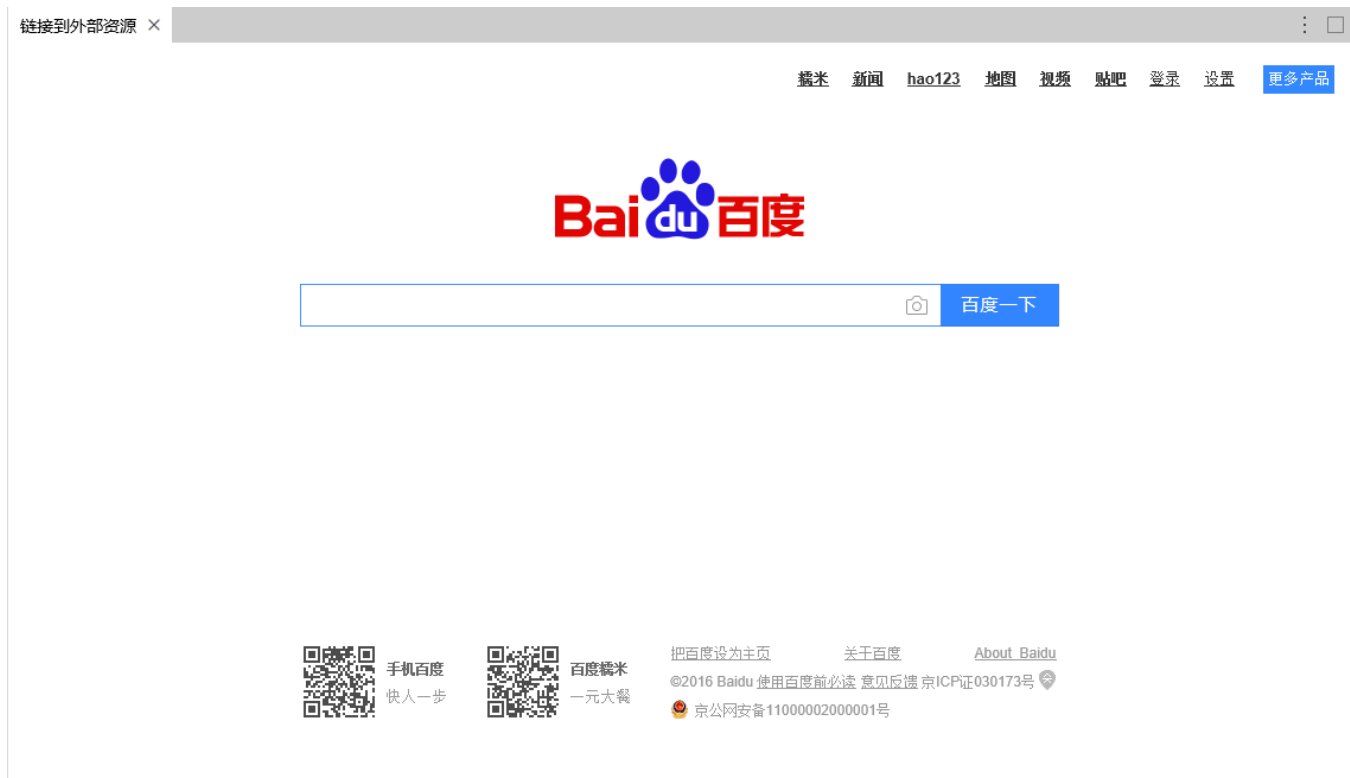 链接到外部资源
糯米 新闻 hao123 地图 视频 贴吧 登录 设置 更多产品
Bai du 百度
百度一下
手机百度
快人一步
百度糯米
一元大餐
把百度设为主页 关于百度 About Baidu
©2016 Baidu 使用百度前必读 意见反馈 京ICP证030173号
京公网安备11000002000001号